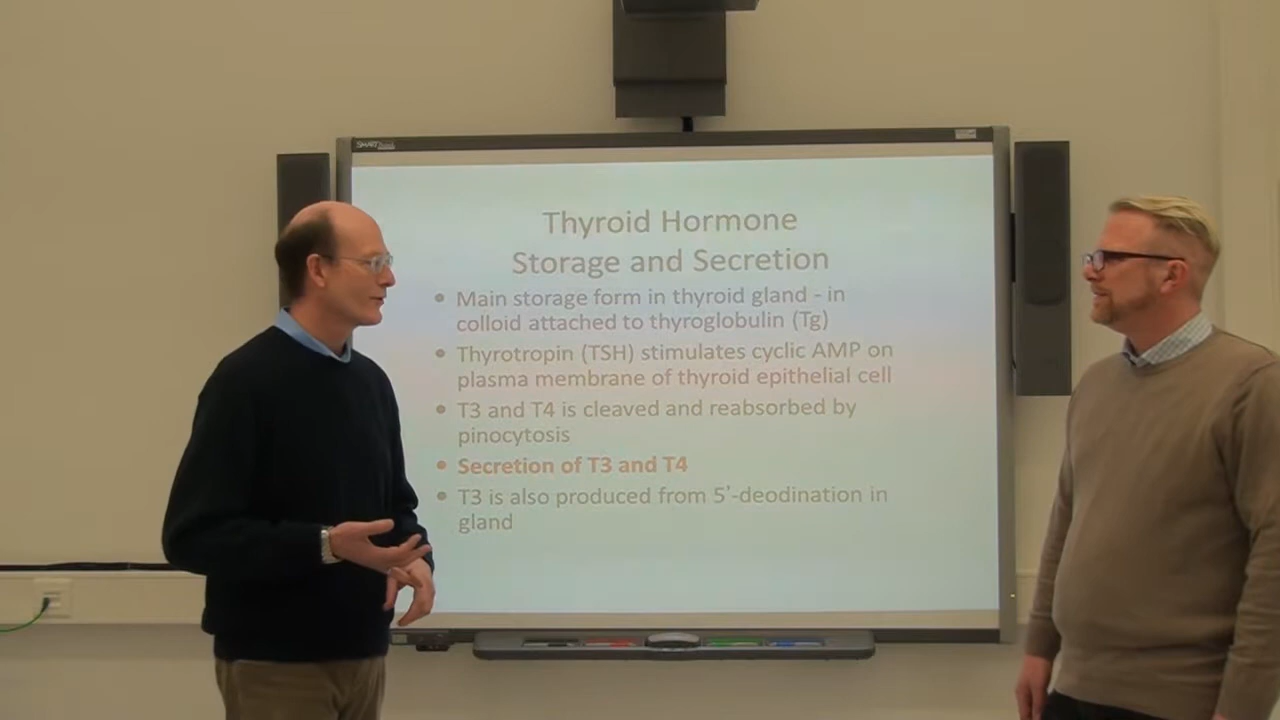 SMART
Thyroid Hormone
Storage and Secretion
• Main storage form in thyroid gland - in
colloid attached to thyroglobulin (Tg)
• Thyrotropin (TSH) stimulates cyclic AMP on
plasma membrane of thyroid epithelial cell
• T3 and T4 is cleaved and reabsorbed by
pinocytosis
• Secretion of T3 and T4
• T3 is also produced from 5'-deodination in
gland